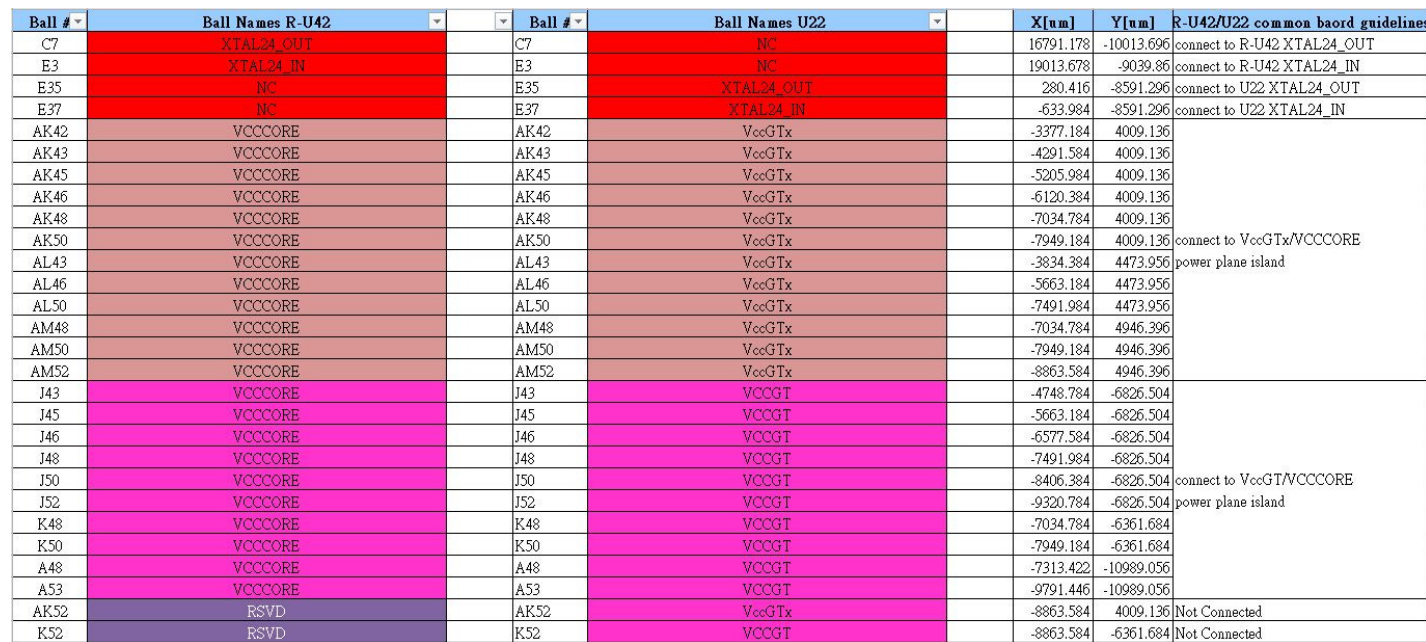 Ball # Ball Names R-U42 Ball # Ball Names U22 X[um] Y[um] R-U42/U22 common baord guidelines
C7 XTAL24_OUT C7 NC 16791.178 -10013.696 connect to R-U42 XTAL24_OUT
E3 XTAL24_IN E3 NC 19013.678 -9039.86 connect to R-U42 XTAL24_IN
E35 NC E35 XTAL24_OUT 280.416 -8591.296 connect to U22 XTAL24_OUT
E37 NC E37 XTAL24_IN -633.984 -8591.296 connect to U22 XTAL24_IN
AK42 VCCCORE AK42 VccGTx -3377.184 4009.136
AK43 VCCCORE AK43 VccGTx -4291.584 4009.136
AK45 VCCCORE AK45 VccGTx -5205.984 4009.136
AK46 VCCCORE AK46 VccGTx -6120.384 4009.136
AK48 VCCCORE AK48 VccGTx -7034.784 4009.136
AK50 VCCCORE AK50 VccGTx -7949.184 4009.136 connect to VccGTx/VCCCORE
AL43 VCCCORE AL43 VccGTx -3834.384 4473.956 power plane island
AL46 VCCCORE AL46 VccGTx -5663.184 4473.956
AL50 VCCCORE AL50 VccGTx -7491.984 4473.956
AM48 VCCCORE AM48 VccGTx -7034.784 4946.396
AM50 VCCCORE AM50 VccGTx -7949.184 4946.396
AM52 VCCCORE AM52 VccGTx -8863.584 4946.396
J43 VCCCORE J43 VCCGT -4748.784 -6826.504
J45 VCCCORE J45 VCCGT -5663.184 -6826.504
J46 VCCCORE J46 VCCGT -6577.584 -6826.504
J48 VCCCORE J48 VCCGT -7491.984 -6826.504
J50 VCCCORE J50 VCCGT -8406.384 -6826.504 connect to VccGT/VCCCORE
J52 VCCCORE J52 VCCGT -9320.784 -6826.504 power plane island
K48 VCCCORE K48 VCCGT -7034.784 -6361.684
K50 VCCCORE K50 VCCGT -7949.184 -6361.684
A48 VCCCORE A48 VCCGT -7313.422 -10989.056
A53 VCCCORE A53 VCCGT -9791.446 -10989.056
AK52 RSVD AK52 VccGTx -8863.584 4009.136 Not Connected
K52 RSVD K52 VCCGT -8863.584 -6361.684 Not Connected